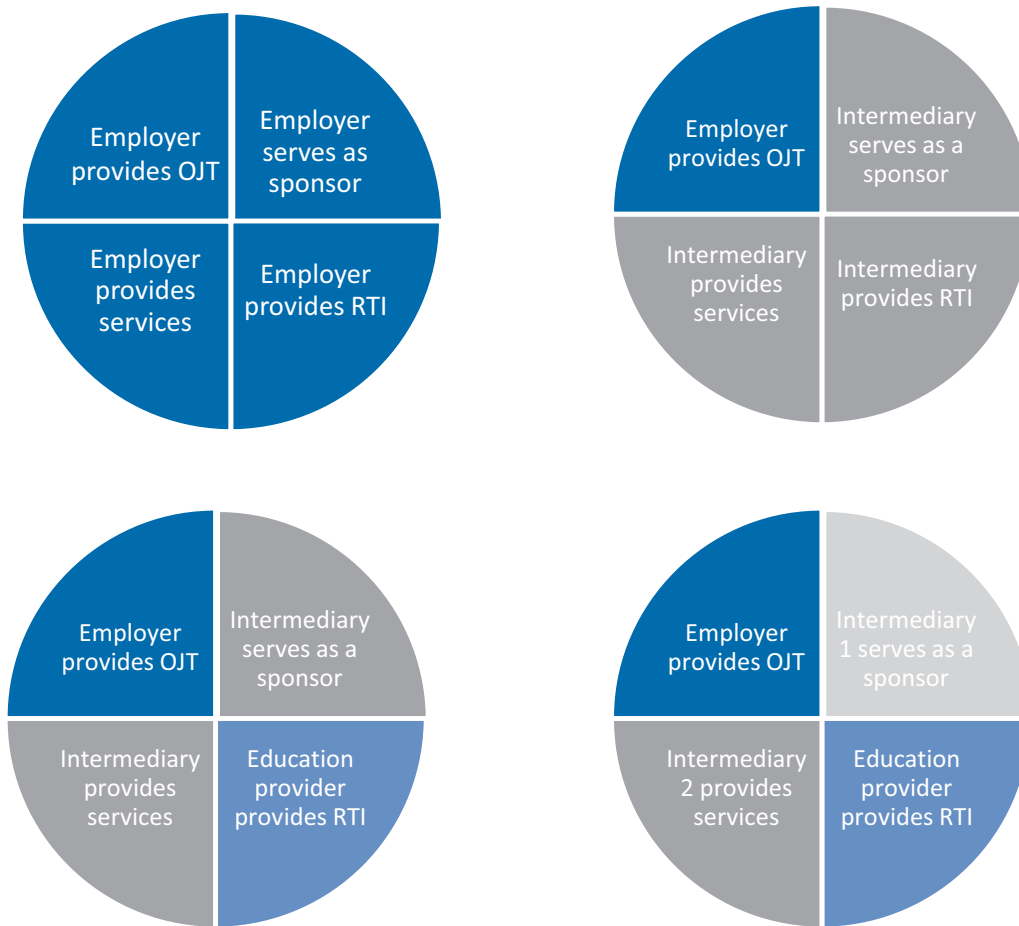 Employer
provides OJT
Employer
serves as
sponsor
Employer
provides
services
Employer
provides RTI
Employer
provides OJT
Intermediary
serves as a
sponsor
Intermediary
provides
services
Intermediary
provides RTI
Employer
provides OJT
Intermediary
serves as a
sponsor
Intermediary
provides
services
Education
provider
provides RTI
Employer
provides OJT
Intermediary
1 serves as a
sponsor
Intermediary
2 provides
services
Education
provider
provides RTI